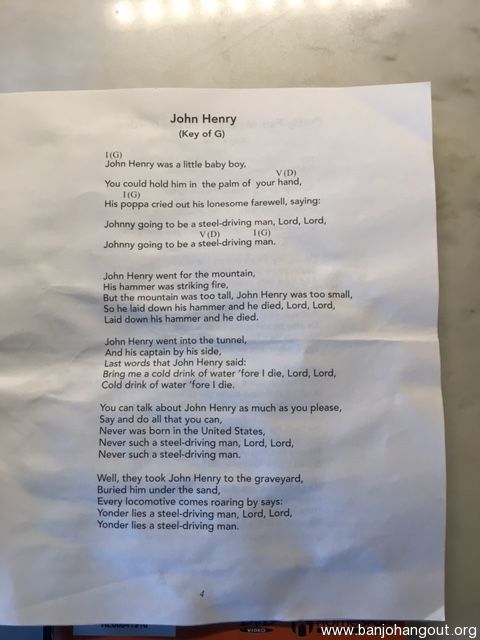 John Henry
(Key of G)
I(G)
John Henry was a little baby boy,
V(D)
You could hold him in the palm of your hand,
I(G)
His poppa cried out his lonesome farewell, saying:
Johnny going to be a steel-driving man, Lord, Lord,
V(D) I(G)
Johnny going to be a steel-driving man.
John Henry went for the mountain,
His hammer was striking fire,
But the mountain was too tall, John Henry was too small,
So he laid down his hammer and he died, Lord, Lord,
Laid down his hammer and he died.
John Henry went into the tunnel,
And his captain by his side,
Last words that John Henry said:
Bring me a cold drink of water 'fore I die, Lord, Lord,
Cold drink of water 'fore I die.
You can talk about John Henry as much as you please,
Say and do all that you can,
Never was born in the United States,
Never such a steel-driving man, Lord, Lord,
Never such a steel-driving man.
Well, they took John Henry to the graveyard,
Buried him under the sand,
Every locomotive comes roaring by says:
Yonder lies a steel-driving man, Lord, Lord,
Yonder lies a steel-driving man.
4
VIDEO
www.banjohangout.org